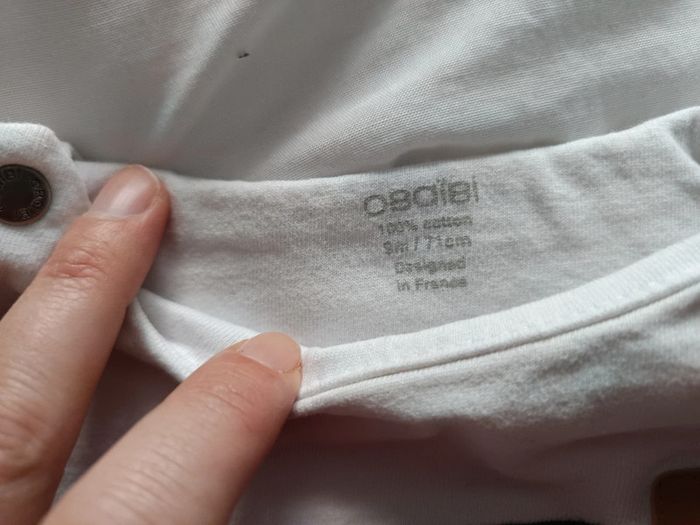 OBAIBI
100% cotton
9m / 71cm
Designed
in France